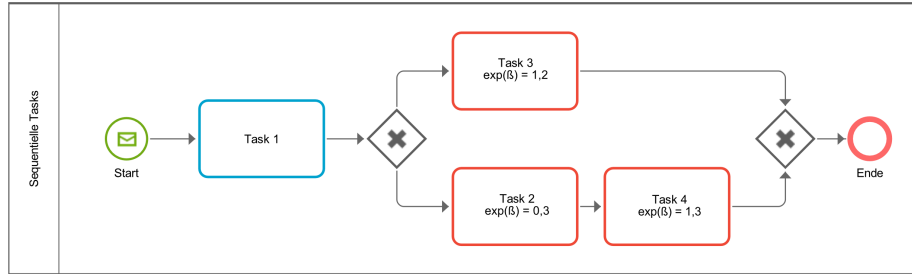 Sequentielle Tasks
Start
Task 1
Task 3
exp(ß) = 1,2
Task 2
exp(ß) = 0,3
Task 4
exp(ß) = 1,3
Ende